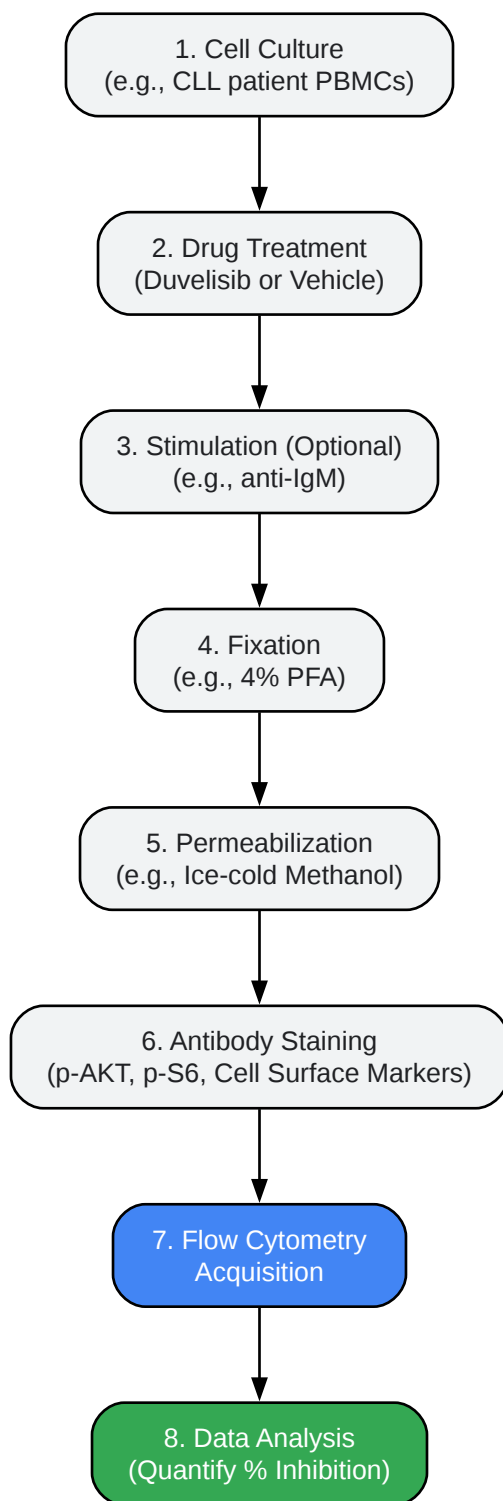 1. Cell Culture
(e.g., CLL patient PBMCs)
2. Drug Treatment
(Duvelisib or Vehicle)
3. Stimulation (Optional)
(e.g., anti-IgM)
4. Fixation
(e.g., 4% PFA)
5. Permeabilization
(e.g., Ice-cold Methanol)
6. Antibody Staining
(p-AKT, p-S6, Cell Surface Markers)
7. Flow Cytometry
Acquisition
8. Data Analysis
(Quantify % Inhibition)